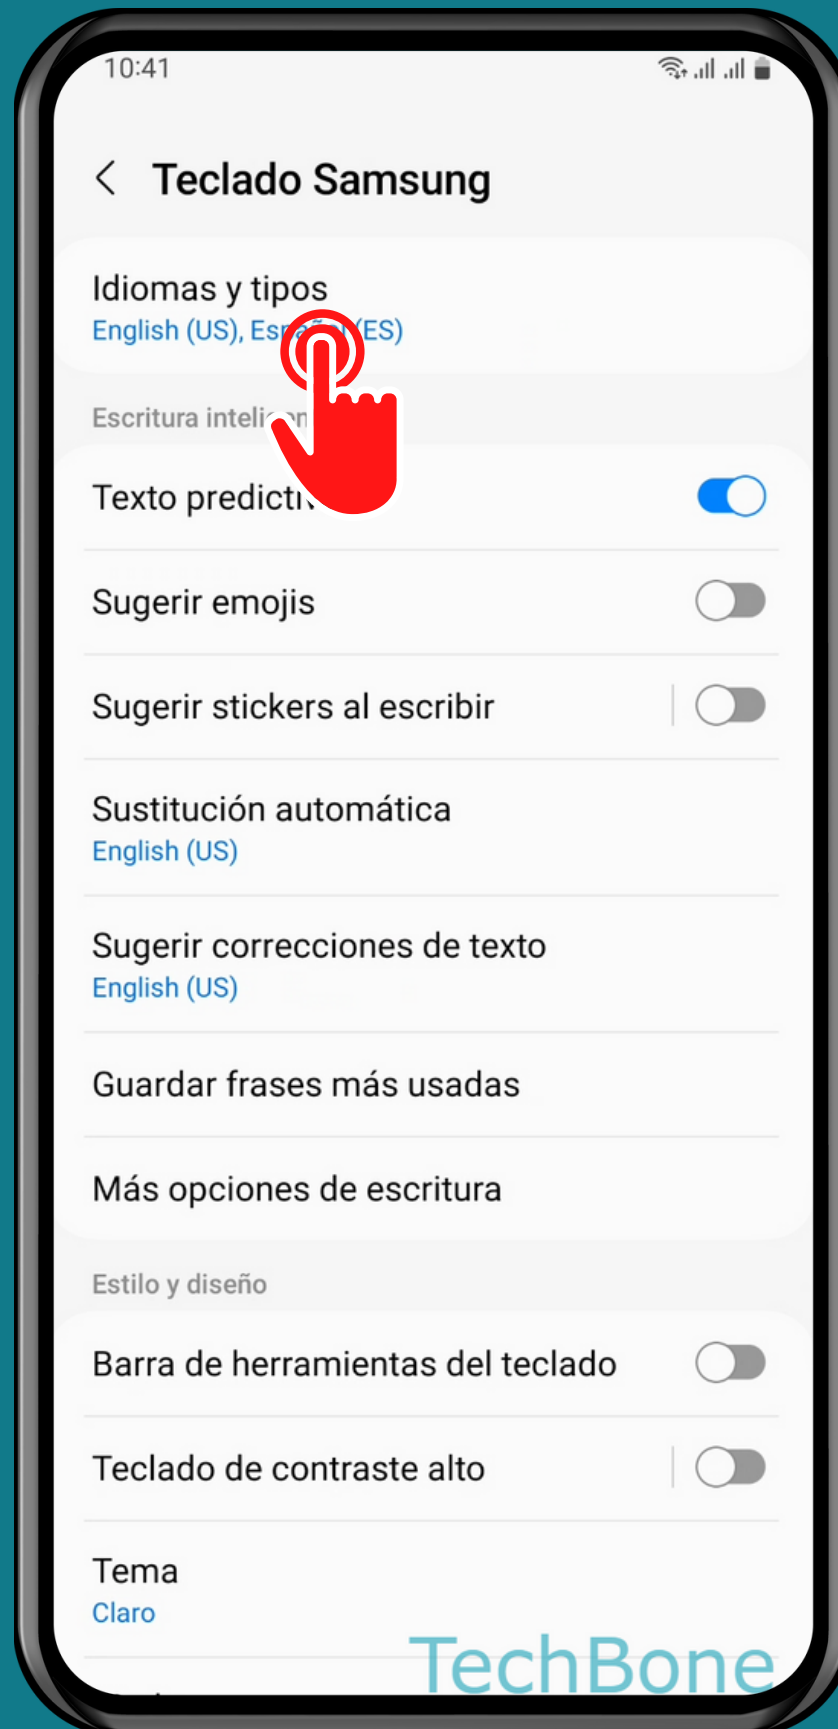 10:41
Teclado Samsung
Idiomas y tipos
English (US), Español (ES)
Escritura
Texto
Sugerir emojis
Sugerir stickers al escribir
Sustitución automática
English (US)
Sugerir correcciones de texto
English (US)
Guardar frases más usadas
Más opciones de escritura
Estilo y diseño
Barra de herramientas del teclado
Teclado de contraste alto
Tema
Claro
TechBone